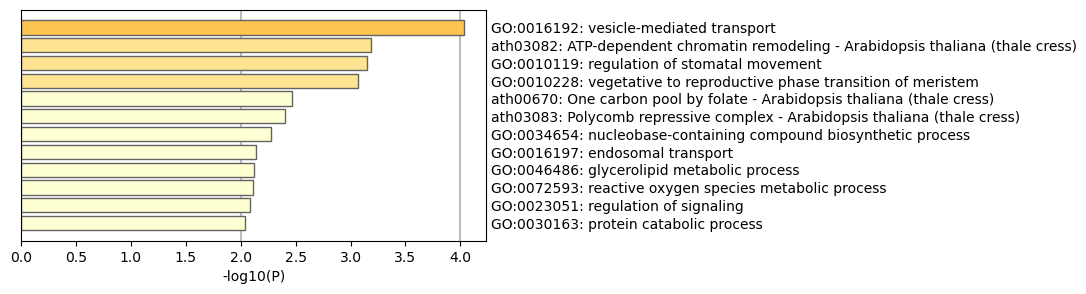 GO:0016192: vesicle-mediated transport
ath03082: ATP-dependent chromatin remodeling - Arabidopsis thaliana (thale cress)
GO:0010119: regulation of stomatal movement
GO:0010228: vegetative to reproductive phase transition of meristem
ath00670: One carbon pool by folate - Arabidopsis thaliana (thale cress)
ath03083: Polycomb repressive complex - Arabidopsis thaliana (thale cress)
GO:0034654: nucleobase-containing compound biosynthetic process
GO:0016197: endosomal transport
GO:0046486: glycerolipid metabolic process
GO:0072593: reactive oxygen species metabolic process
GO:0023051: regulation of signaling
GO:0030163: protein catabolic process
0.0 0.5 1.0 1.5 2.0 2.5 3.0 3.5 4.0
-log10(P)